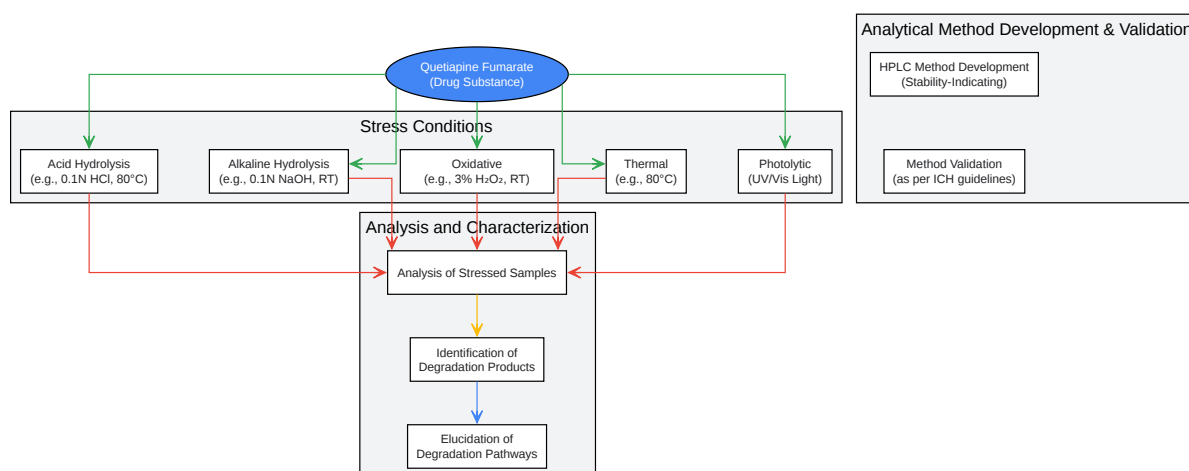 Analytical Method Development & Validation
HPLC Method Development
(Stability-Indicating)
Method Validation
(as per ICH guidelines)
Quetiapine Fumarate
(Drug Substance)
Stress Conditions
Acid Hydrolysis
(e.g., 0.1N HCl, 80°C)
Alkaline Hydrolysis
(e.g., 0.1N NaOH, RT)
Oxidative
(e.g., 3% H₂O₂, RT)
Thermal
(e.g., 80°C)
Photolytic
(UV/Vis Light)
Analysis and Characterization
Analysis of Stressed Samples
Identification of
Degradation Products
Elucidation of
Degradation Pathways